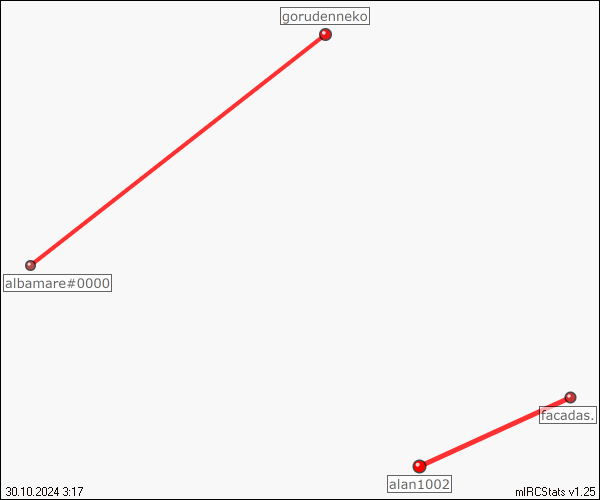 gorudenneko
albamare#0000
facadas.
alan1002
30.10.2024 3:17
mIRCStats v1.25